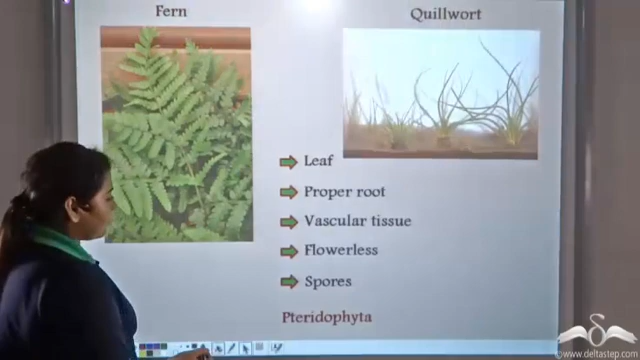 Fern
Quillwort
Leaf
Proper root
Vascular tissue
Flowerless
Spores
Pteridophyta
©www.deltastep.com